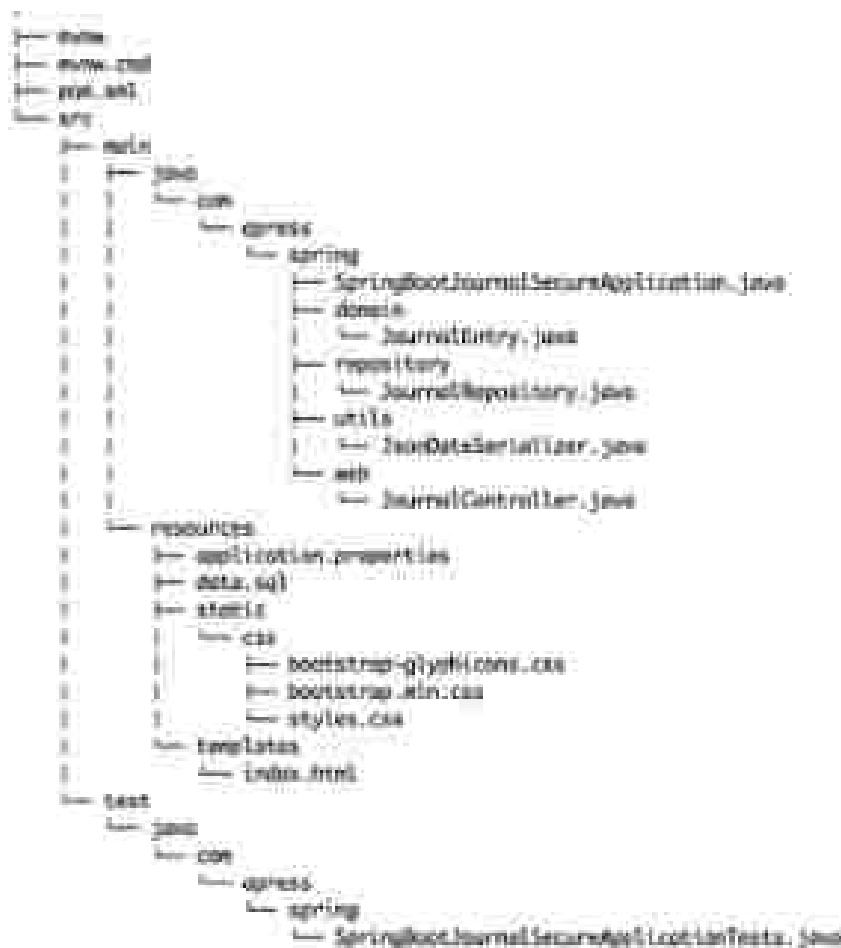 .
├── mvnw
├── mvnw.cmd
├── pom.xml
└── src
    ├── main
    │   ├── java
    │   │   └── com
    │   │       └── apress
    │   │           └── spring
    │   │               ├── SpringBootJournalSecureApplication.java
    │   │               ├── domain
    │   │               │   └── JournalEntry.java
    │   │               ├── repository
    │   │               │   └── JournalRepository.java
    │   │               ├── utils
    │   │               │   └── JsonDateSerializer.java
    │   │               └── web
    │   │                   └── JournalController.java
    │   └── resources
    │       ├── application.properties
    │       ├── data.sql
    │       ├── static
    │       │   └── css
    │       │       ├── bootstrap-glyphicons.css
    │       │       ├── bootstrap.min.css
    │       │       └── styles.css
    │       └── templates
    │           └── index.html
    └── test
        └── java
            └── com
                └── apress
                    └── spring
                        └── SpringBootJournalSecureApplicationTests.java